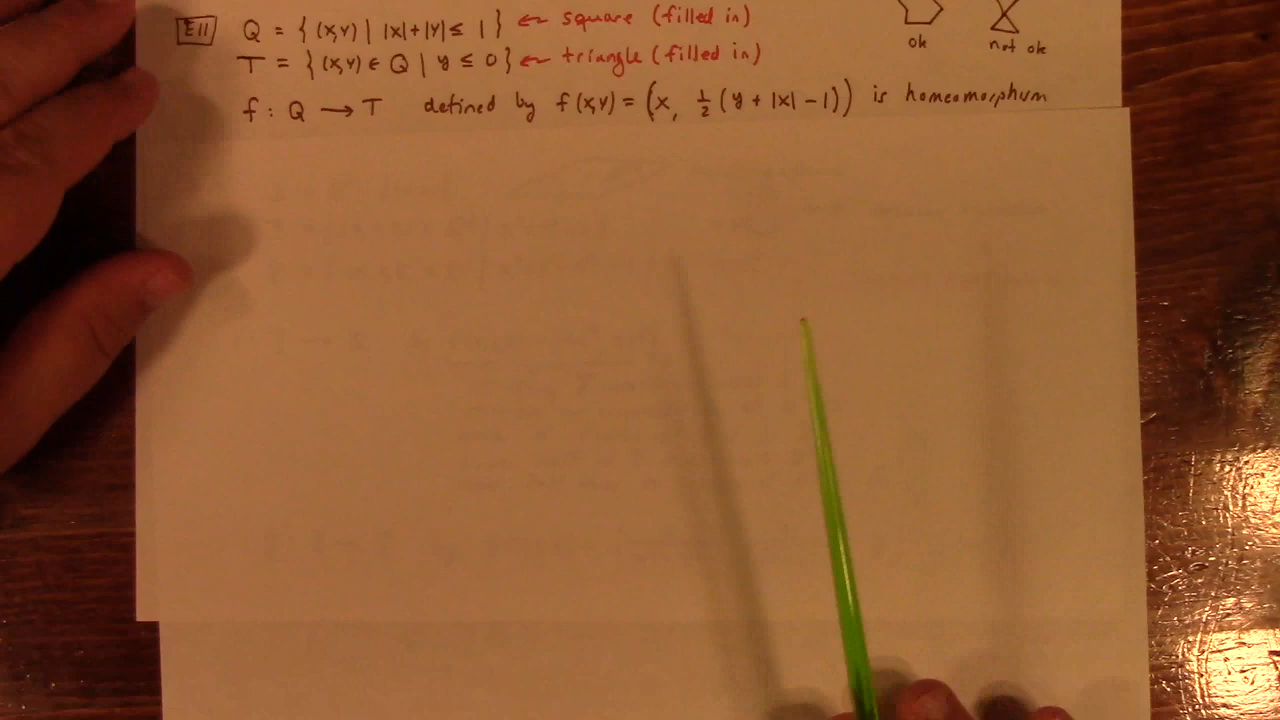 E11 Q = { (x,y) | |x|+|y| ≤ 1 } ← square (filled in)
T = { (x,y) ∈ Q | y ≤ 0 } ← triangle (filled in)
ok not ok
f : Q → T defined by f(x,y) = (x, 1/2 (y + |x| - 1)) is homeomorphism